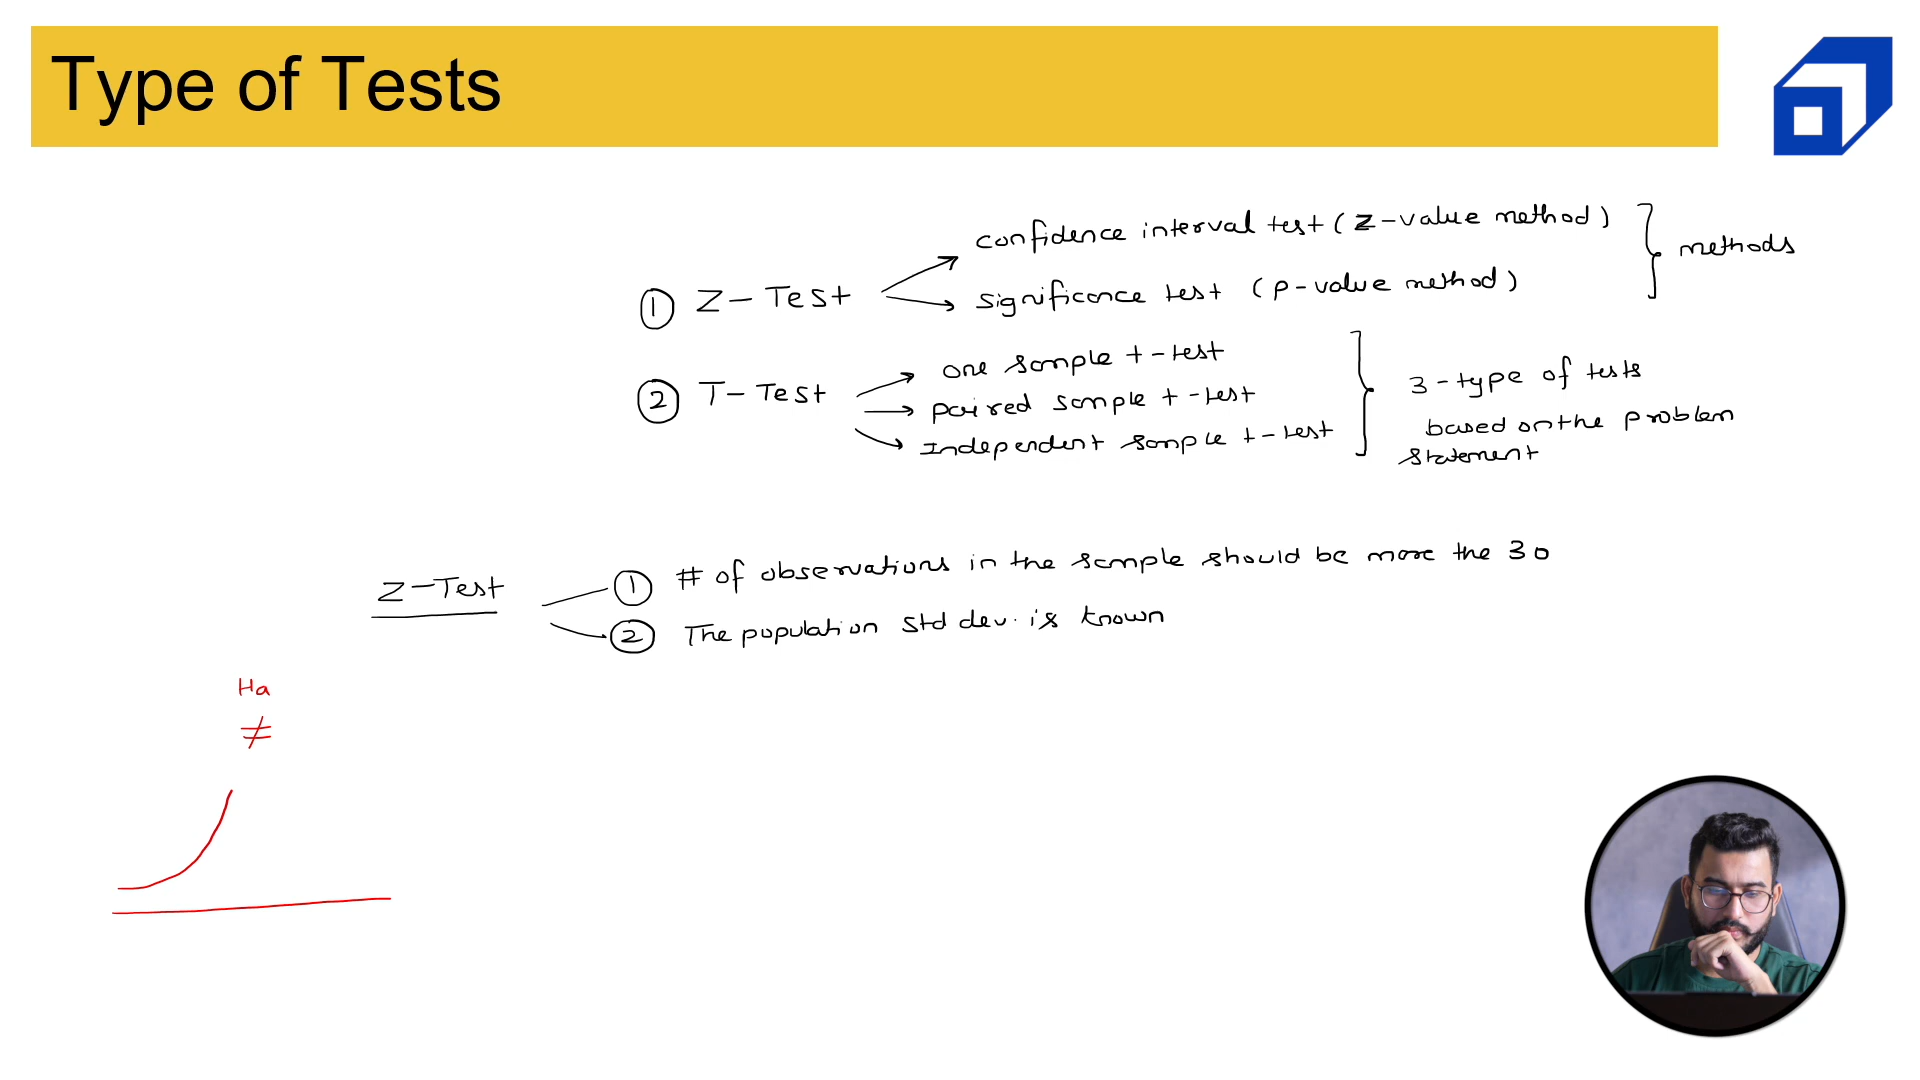 Type of Tests
confidence interval test (Z-value method)
① Z-Test
significance test (p-value method)
methods
② T-Test
one sample t-test
paired sample t-test
Independent sample t-test
3-type of tests
based on the problem
statement
Z-Test
① # of observations in the sample should be more the 30
② The population std dev. is known
Ha
≠